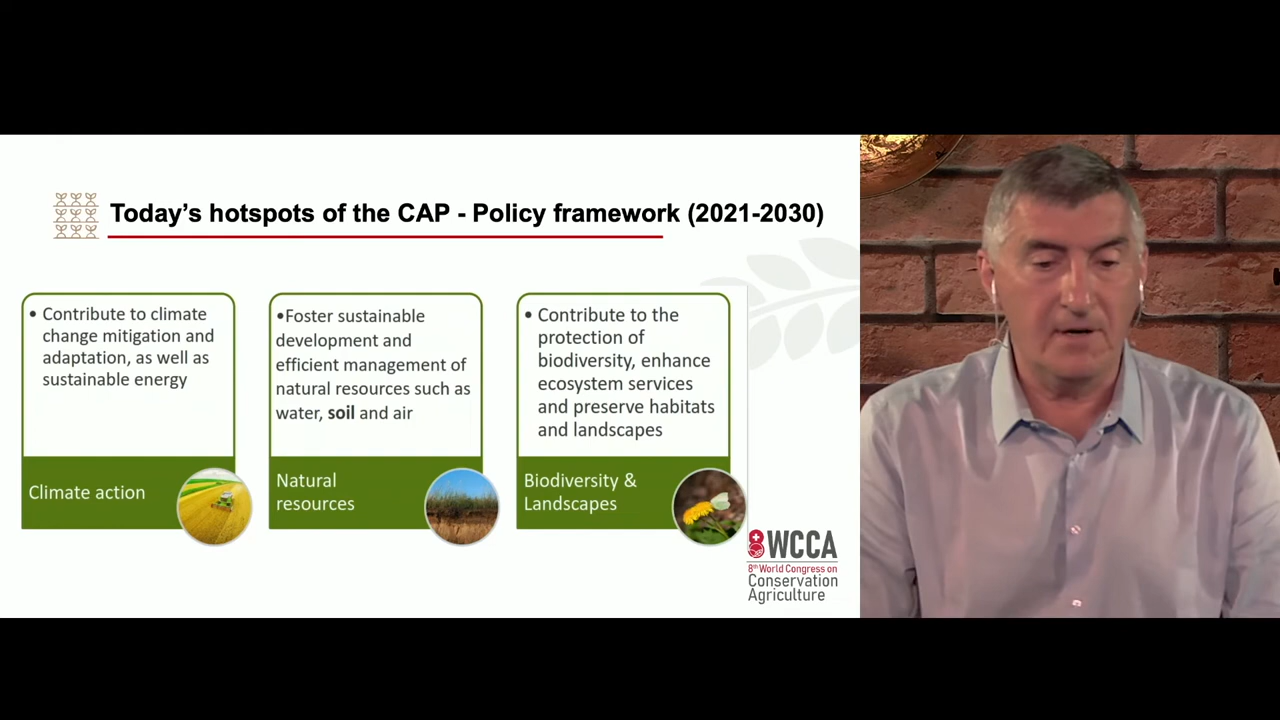 Today's hotspots of the CAP - Policy framework (2021-2030)
• Contribute to climate
change mitigation and
adaptation, as well as
sustainable energy
Climate action
•Foster sustainable
development and
efficient management of
natural resources such as
water, soil and air
Natural
resources
• Contribute to the
protection of
biodiversity, enhance
ecosystem services
and preserve habitats
and landscapes
Biodiversity &
Landscapes
8WCCA
8th World Congress on
Conservation
Agriculture